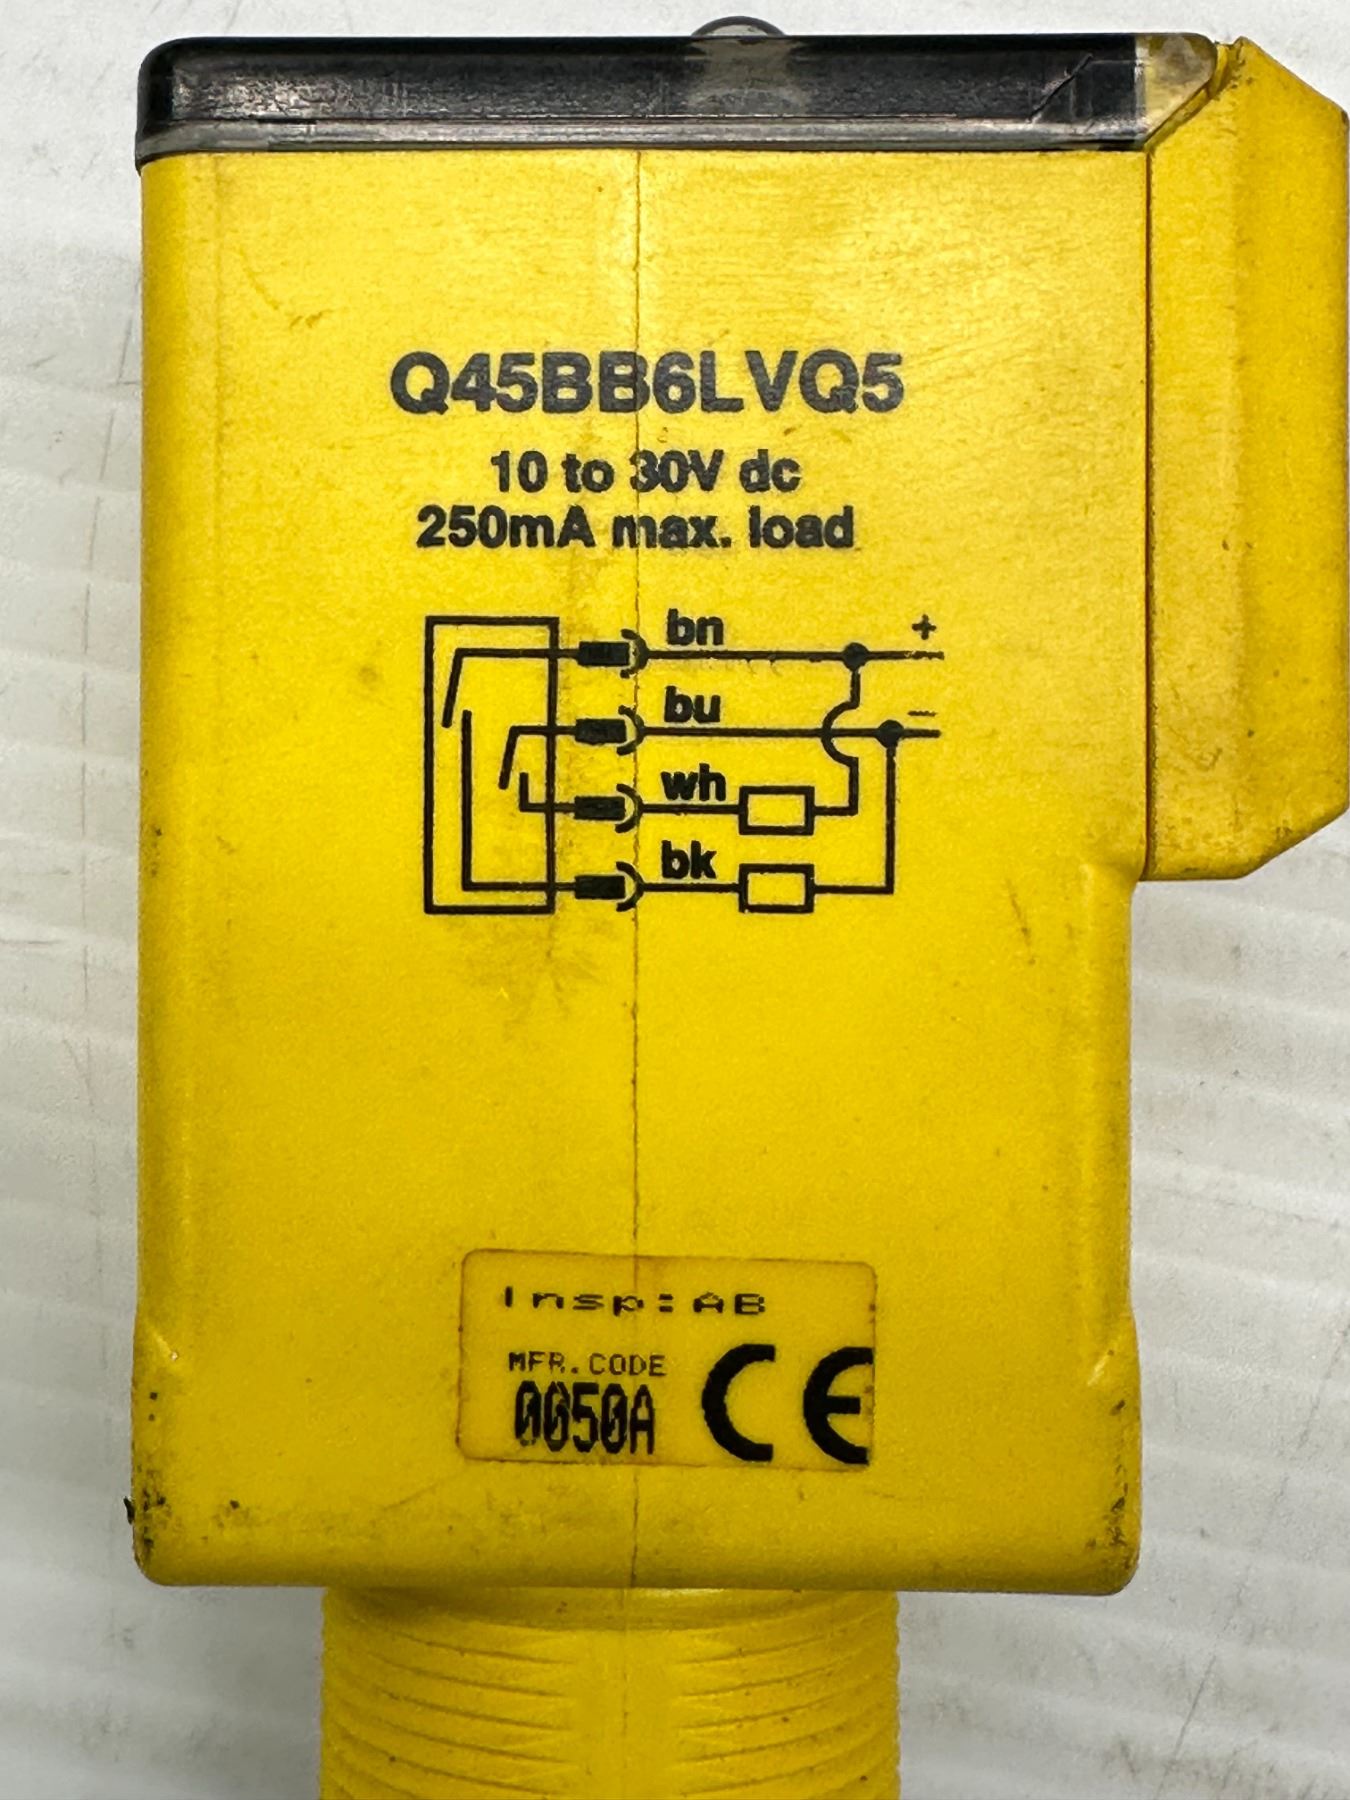 Q45BB6LVQ5
10 to 30V dc
250mA max. load
bn +
bu −
wh
bk
Insp:AB
MFR.CODE
0050A
CE